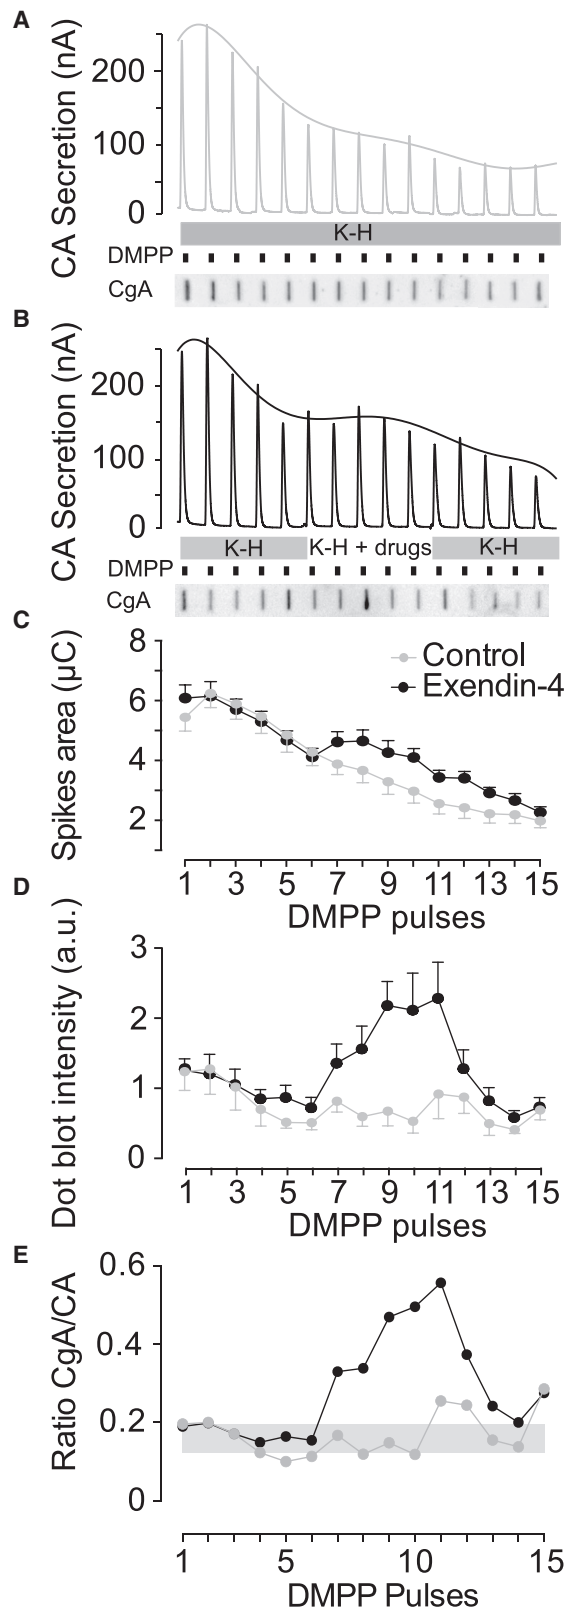 A
CA Secretion (nA)
200
100
0
K-H
DMPP
CgA
B
CA Secretion (nA)
200
100
0
K-H K-H + drugs K-H
DMPP
CgA
C
Spikes area (µC)
8
6
4
2
Control
Exendin-4
1 3 5 7 9 11 13 15
DMPP pulses
D
Dot blot intensity (a.u.)
3
2
1
0
1 3 5 7 9 11 13 15
DMPP pulses
E
Ratio CgA/CA
0.6
0.4
0.2
0
1 5 10 15
DMPP Pulses